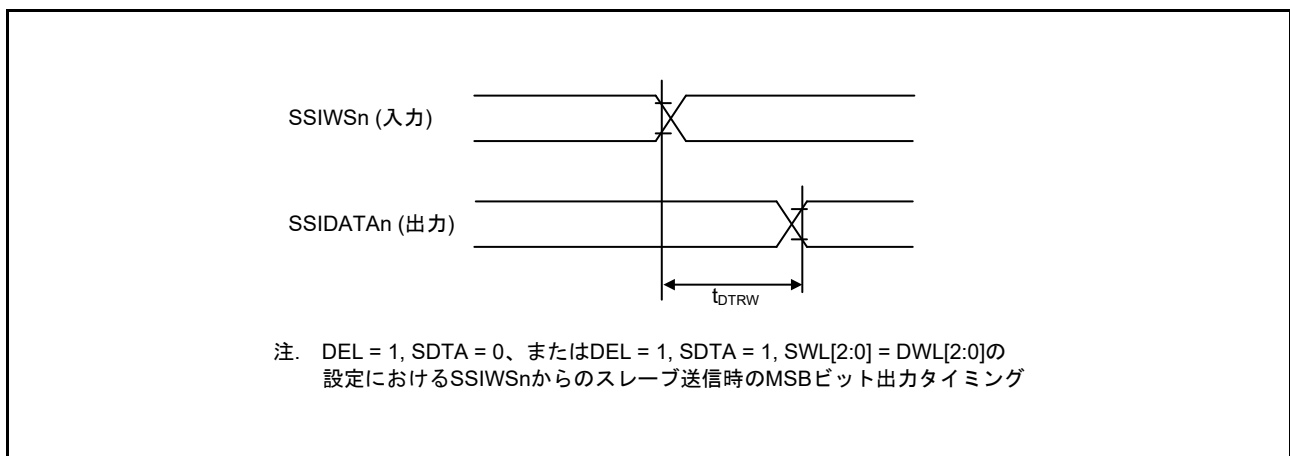 SSIWSn (入力)
SSIDATAn (出力)
tDTRW
注. DEL = 1, SDTA = 0、またはDEL = 1, SDTA = 1, SWL[2:0] = DWL[2:0]の
設定におけるSSIWSnからのスレーブ送信時のMSBビット出力タイミング